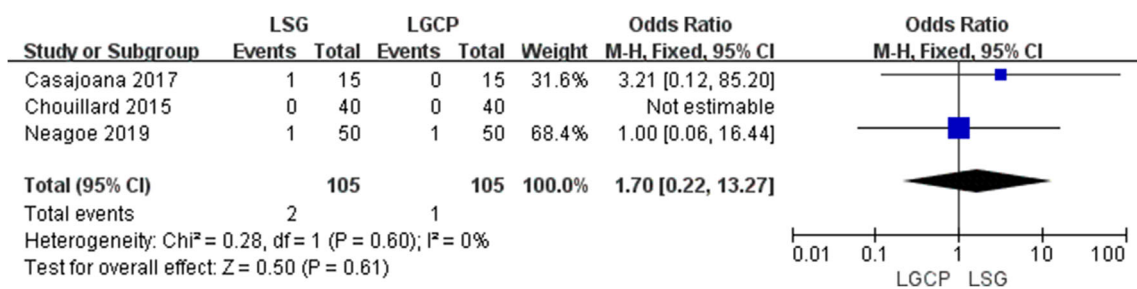 LSG LGCP Odds Ratio Odds Ratio
Study or Subgroup Events Total Events Total Weight M-H, Fixed, 95% CI M-H, Fixed, 95% CI
Casajoana 2017 1 15 0 15 31.6% 3.21 [0.12, 85.20]
Chouillard 2015 0 40 0 40 Not estimable
Neagoe 2019 1 50 1 50 68.4% 1.00 [0.06, 16.44]
Total (95% CI) 105 105 100.0% 1.70 [0.22, 13.27]
Total events 2 1
Heterogeneity: Chi² = 0.28, df = 1 (P = 0.60); I² = 0%
Test for overall effect: Z = 0.50 (P = 0.61)
0.01 0.1 1 10 100
LGCP LSG